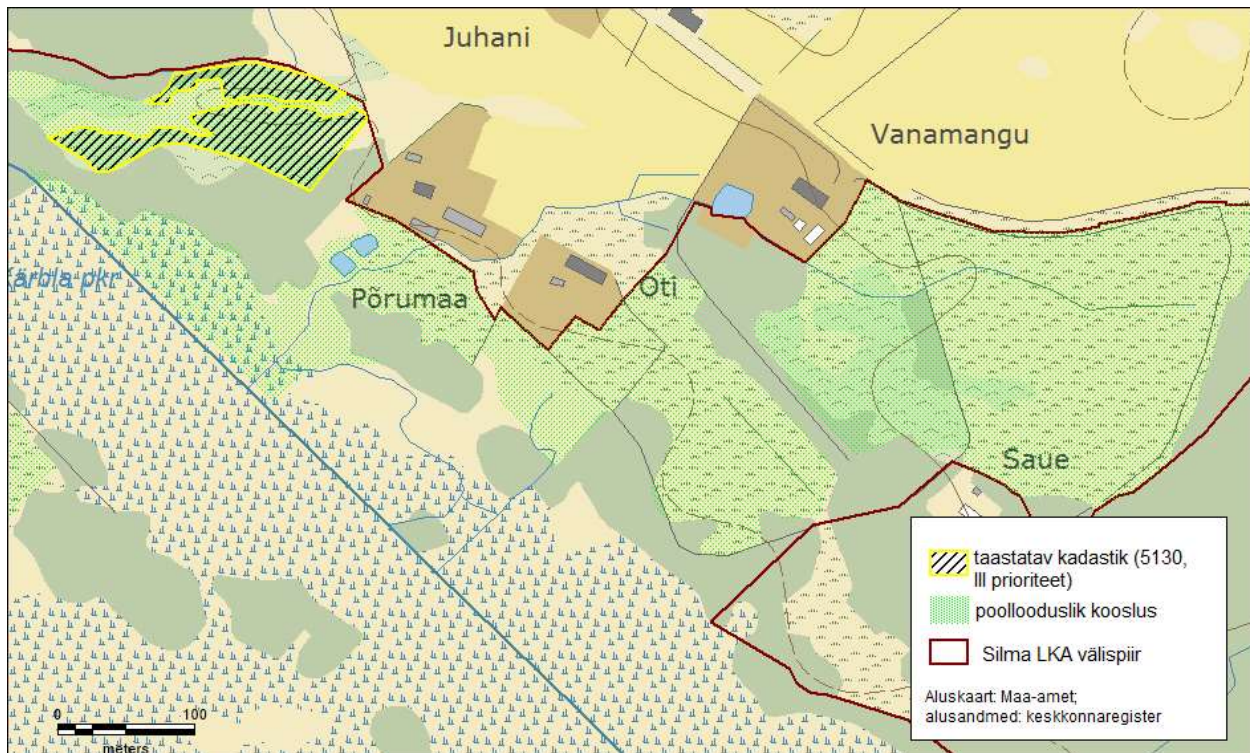 Juhani
Vanamangu
Kärbla pkr
Põrumaa
Oti
Saue
taastatav kadastik (5130,
III prioriteet)
poollooduslik kooslus
Silma LKA välispiir
Aluskaart: Maa-amet;
alusandmed: keskkonnaregister
0 100
meters